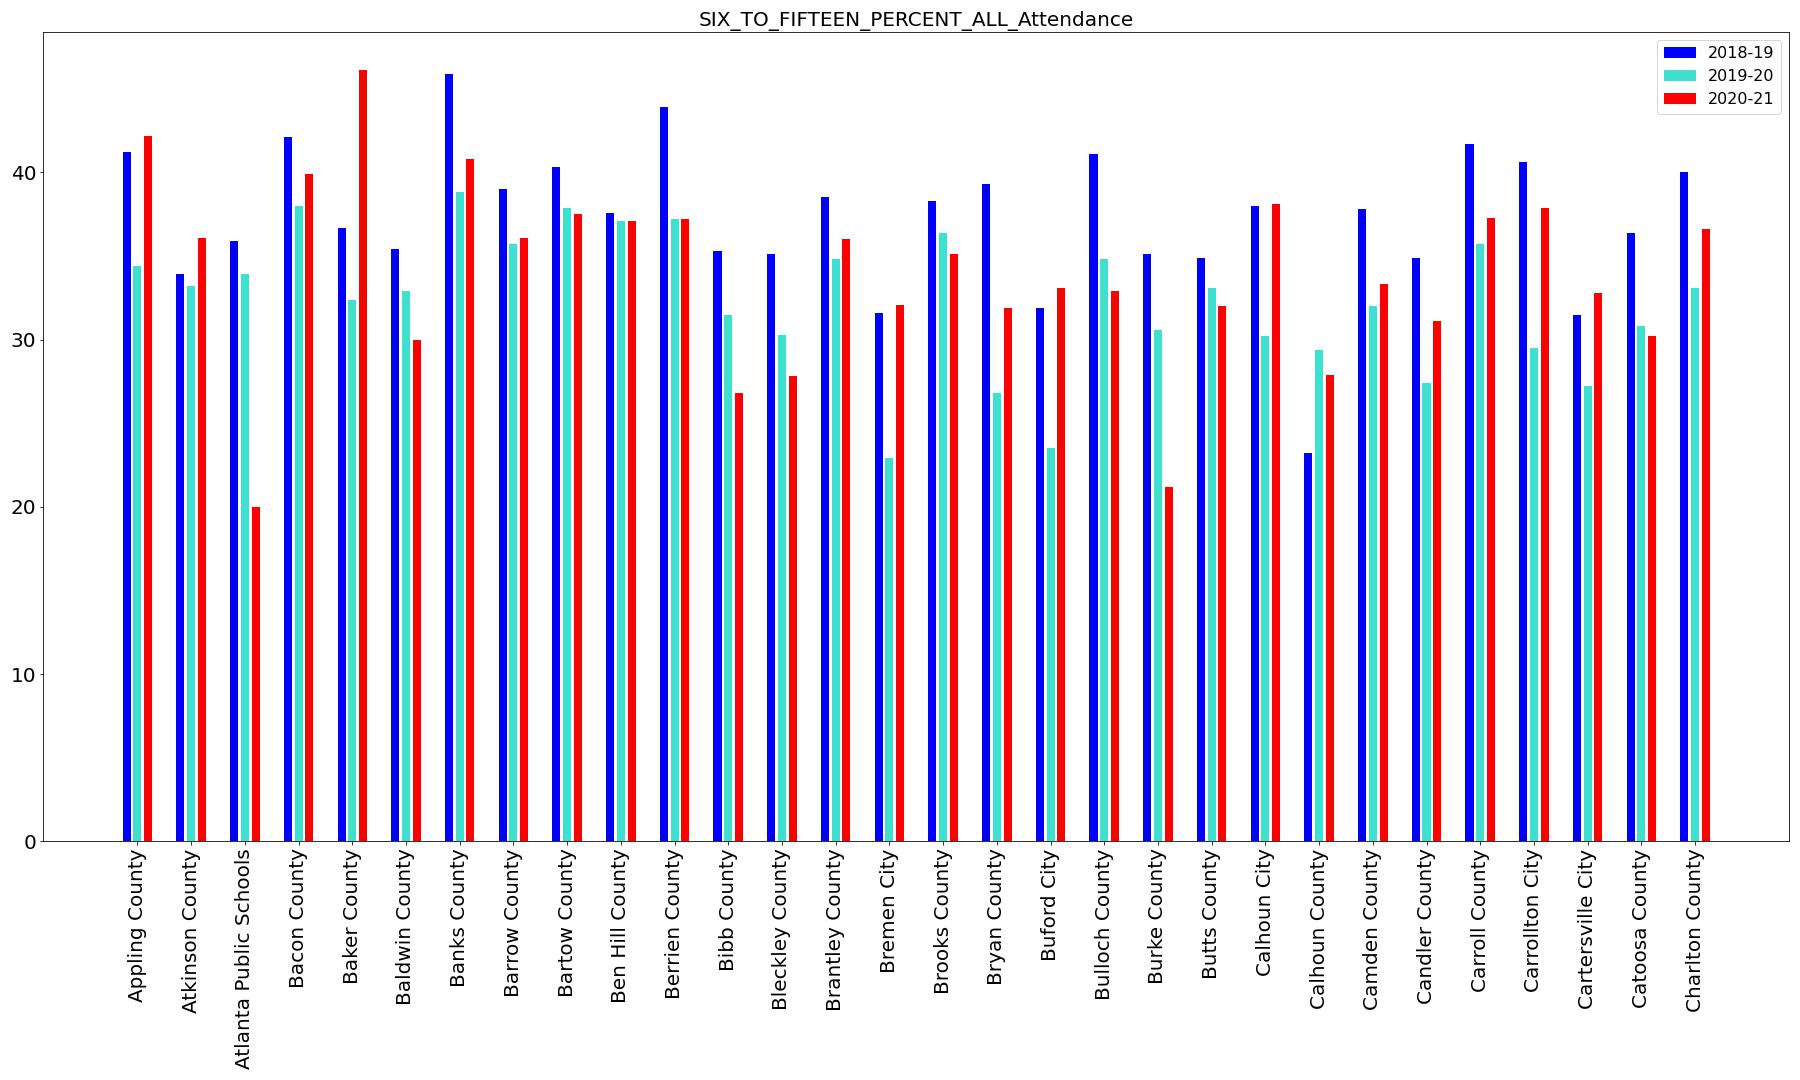 SIX_TO_FIFTEEN_PERCENT_ALL_Attendance
2018-19
2019-20
2020-21
40
30
20
10
0
Appling County
Atkinson County
Atlanta Public Schools
Bacon County
Baker County
Baldwin County
Banks County
Barrow County
Bartow County
Ben Hill County
Berrien County
Bibb County
Bleckley County
Brantley County
Bremen City
Brooks County
Bryan County
Buford City
Bulloch County
Burke County
Butts County
Calhoun City
Calhoun County
Camden County
Candler County
Carroll County
Carrollton City
Cartersville City
Catoosa County
Charlton County